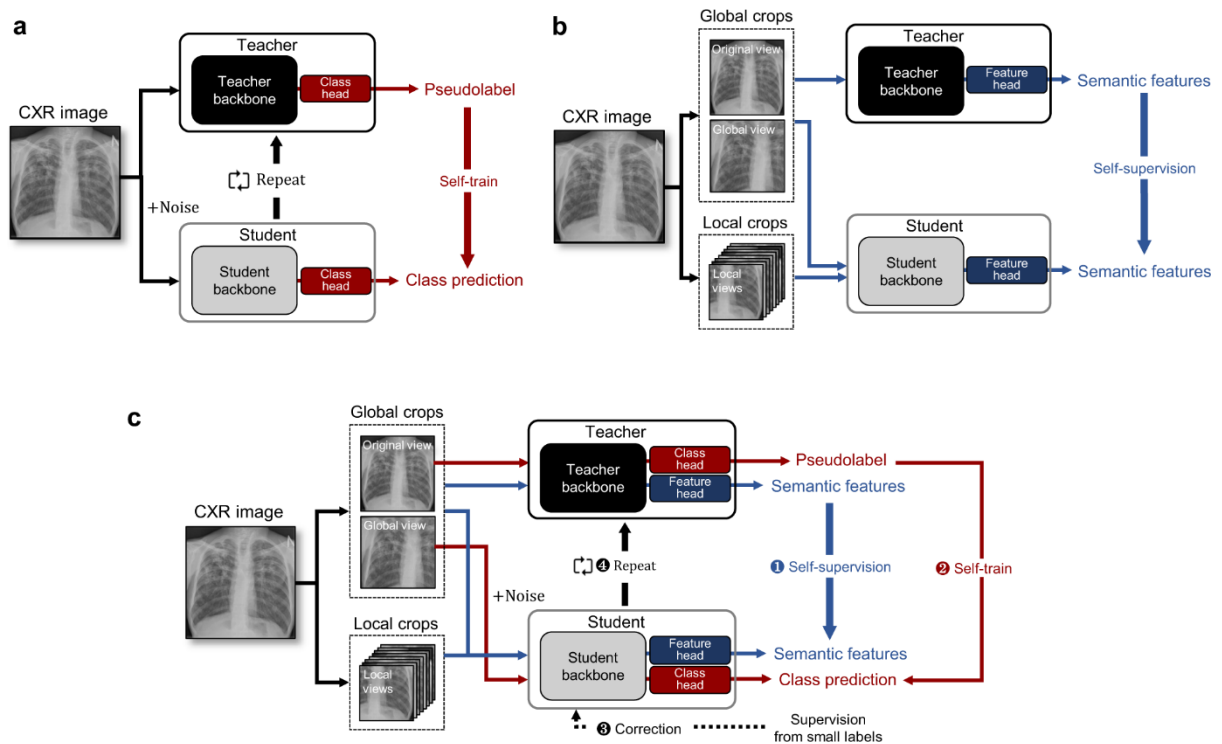 a
Teacher
Teacher
backbone
Class
head
Pseudolabel
CXR image
Repeat
Self-train
+Noise
Student
Student
backbone
Class
head
Class prediction
b
Global crops
Original view
Global view
CXR image
Local crops
Local views
Teacher
Teacher
backbone
Feature
head
Semantic features
Self-supervision
Student
Student
backbone
Feature
head
Semantic features
c
Global crops
Original view
Global view
CXR image
Local crops
Local views
Teacher
Teacher
backbone
Class
head
Pseudolabel
Feature
head
Semantic features
❹ Repeat
❶ Self-supervision
❷ Self-train
+Noise
Student
Student
backbone
Feature
head
Semantic features
Class
head
Class prediction
❸ Correction
Supervision
from small labels